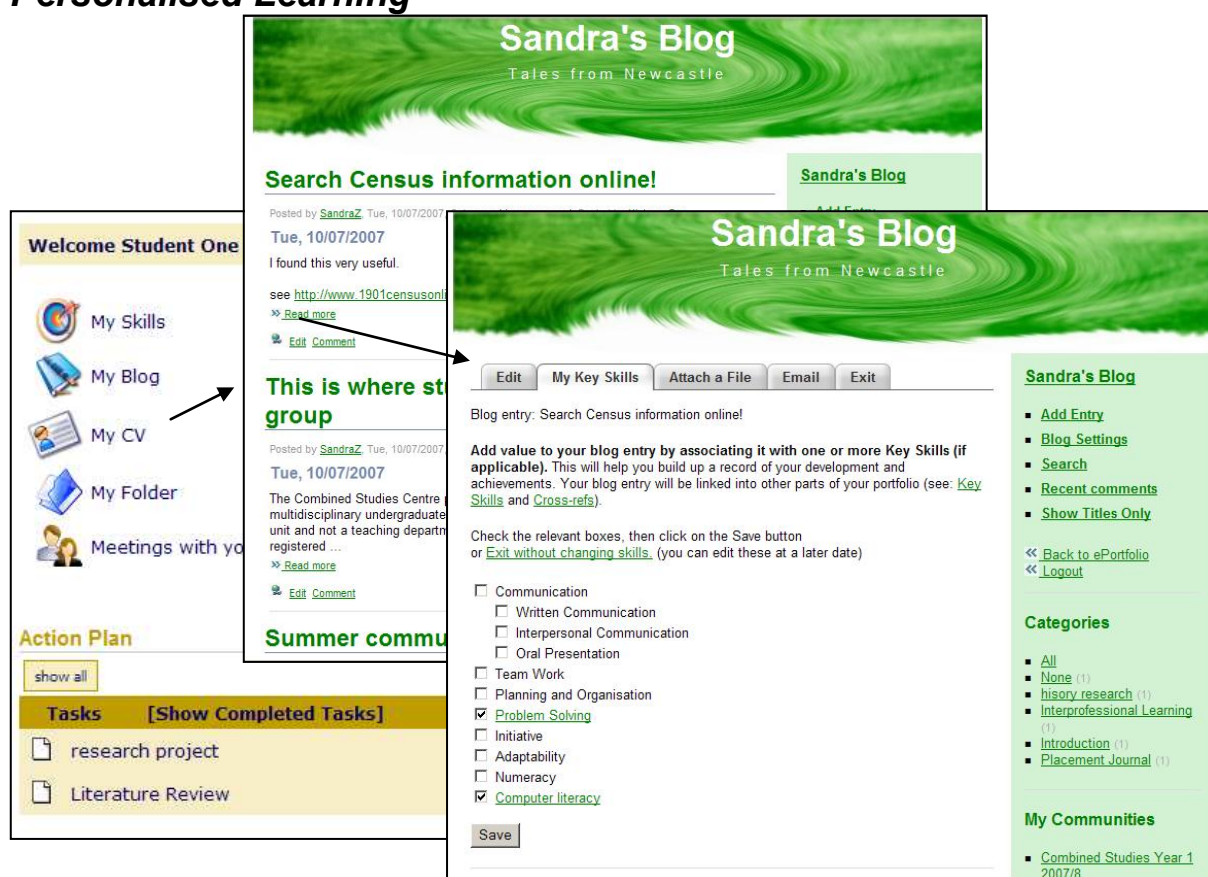 Personalised Learning
Sandra's Blog
Tales from Newcastle
Search Census information online!
Posted by SandraZ, Tue, 10/07/2007,
Tue, 10/07/2007
I found this very useful.
see http://www.1901censusonli
» Read more
Edit Comment
This is where st
group
Posted by SandraZ, Tue, 10/07/2007,
Tue, 10/07/2007
The Combined Studies Centre
multidisciplinary undergraduate
unit and not a teaching departm
registered ...
» Read more
Edit Comment
Summer commu
Sandra's Blog
Add Entry
Welcome Student One
My Skills
My Blog
My CV
My Folder
Meetings with yo
Action Plan
show all
Tasks [Show Completed Tasks]
research project
Literature Review
Sandra's Blog
Tales from Newcastle
Edit My Key Skills Attach a File Email Exit
Blog entry: Search Census information online!
Add value to your blog entry by associating it with one or more Key Skills (if
applicable). This will help you build up a record of your development and
achievements. Your blog entry will be linked into other parts of your portfolio (see: Key
Skills and Cross-refs).
Check the relevant boxes, then click on the Save button
or Exit without changing skills. (you can edit these at a later date)
Communication
Written Communication
Interpersonal Communication
Oral Presentation
Team Work
Planning and Organisation
Problem Solving
Initiative
Adaptability
Numeracy
Computer literacy
Save
Sandra's Blog
Add Entry
Blog Settings
Search
Recent comments
Show Titles Only
« Back to ePortfolio
« Logout
Categories
All
None (1)
hisory research (1)
Interprofessional Learning
(1)
Introduction (1)
Placement Journal (1)
My Communities
Combined Studies Year 1
2007/8